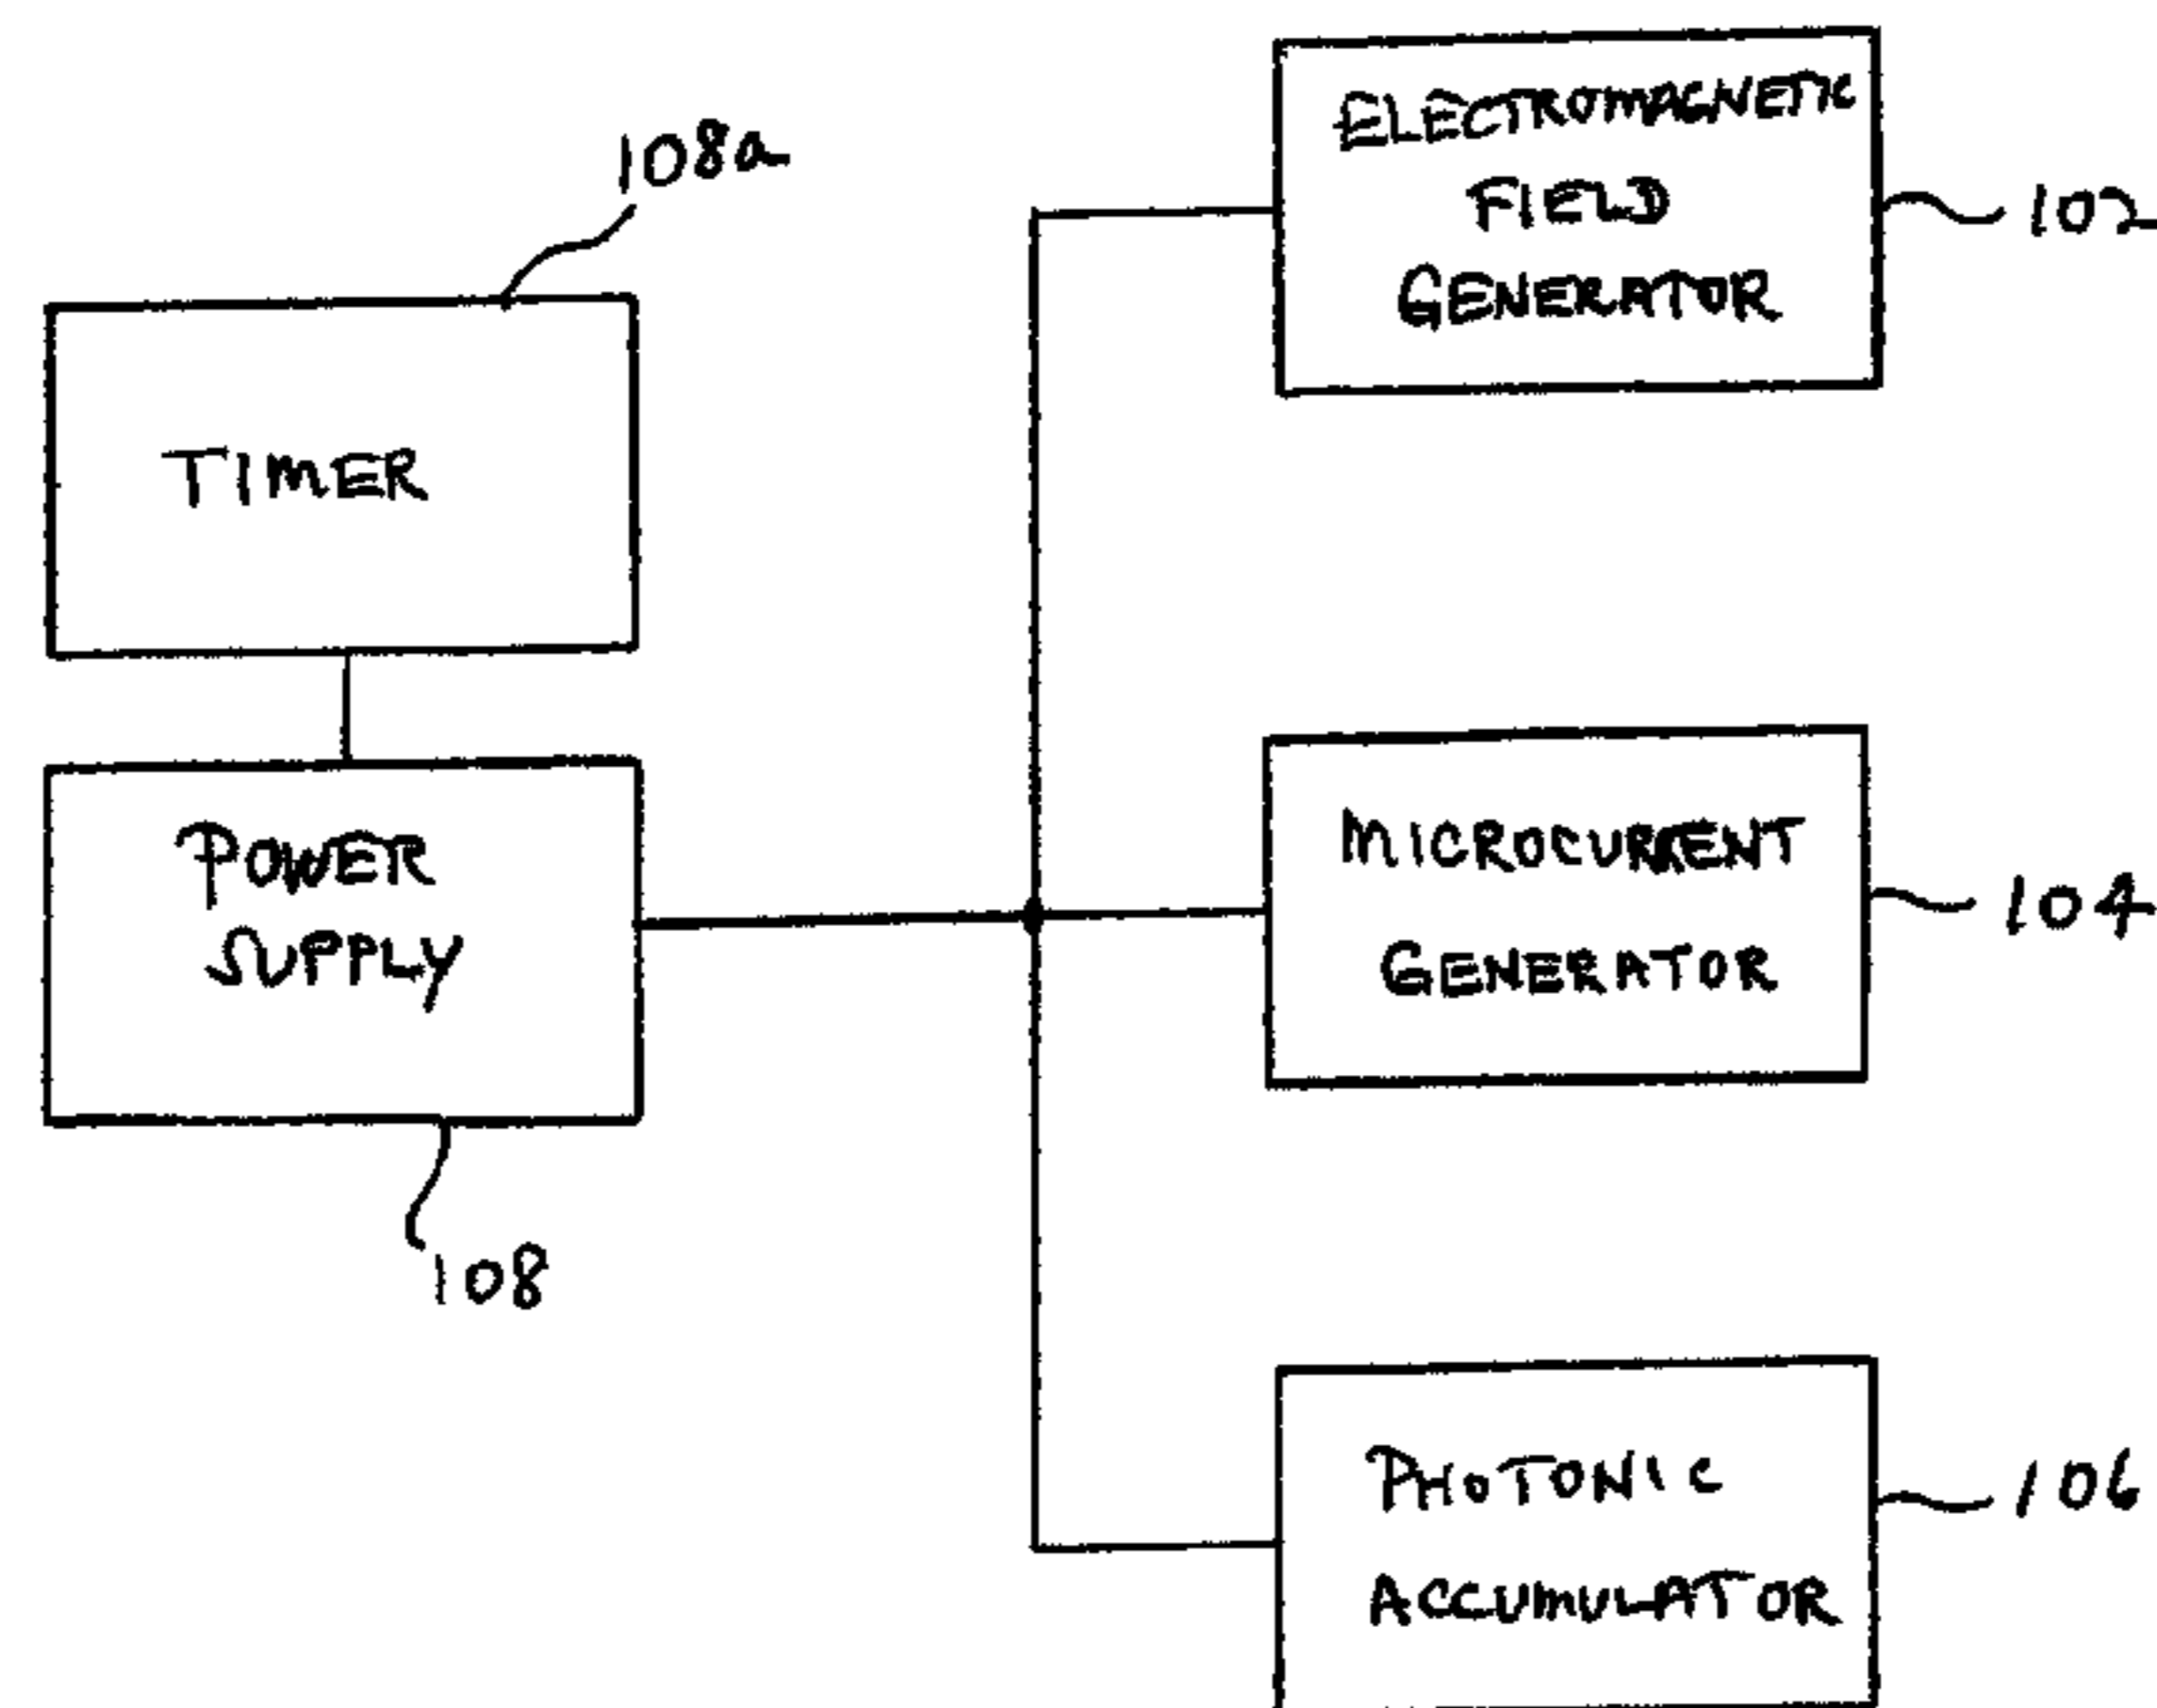 108a
TIMER
POWER
SUPPLY
108
ELECTROMAGNETIC
FIELD
GENERATOR
102
MICROCURRENT
GENERATOR
104
PHOTONIC
ACCUMULATOR
106